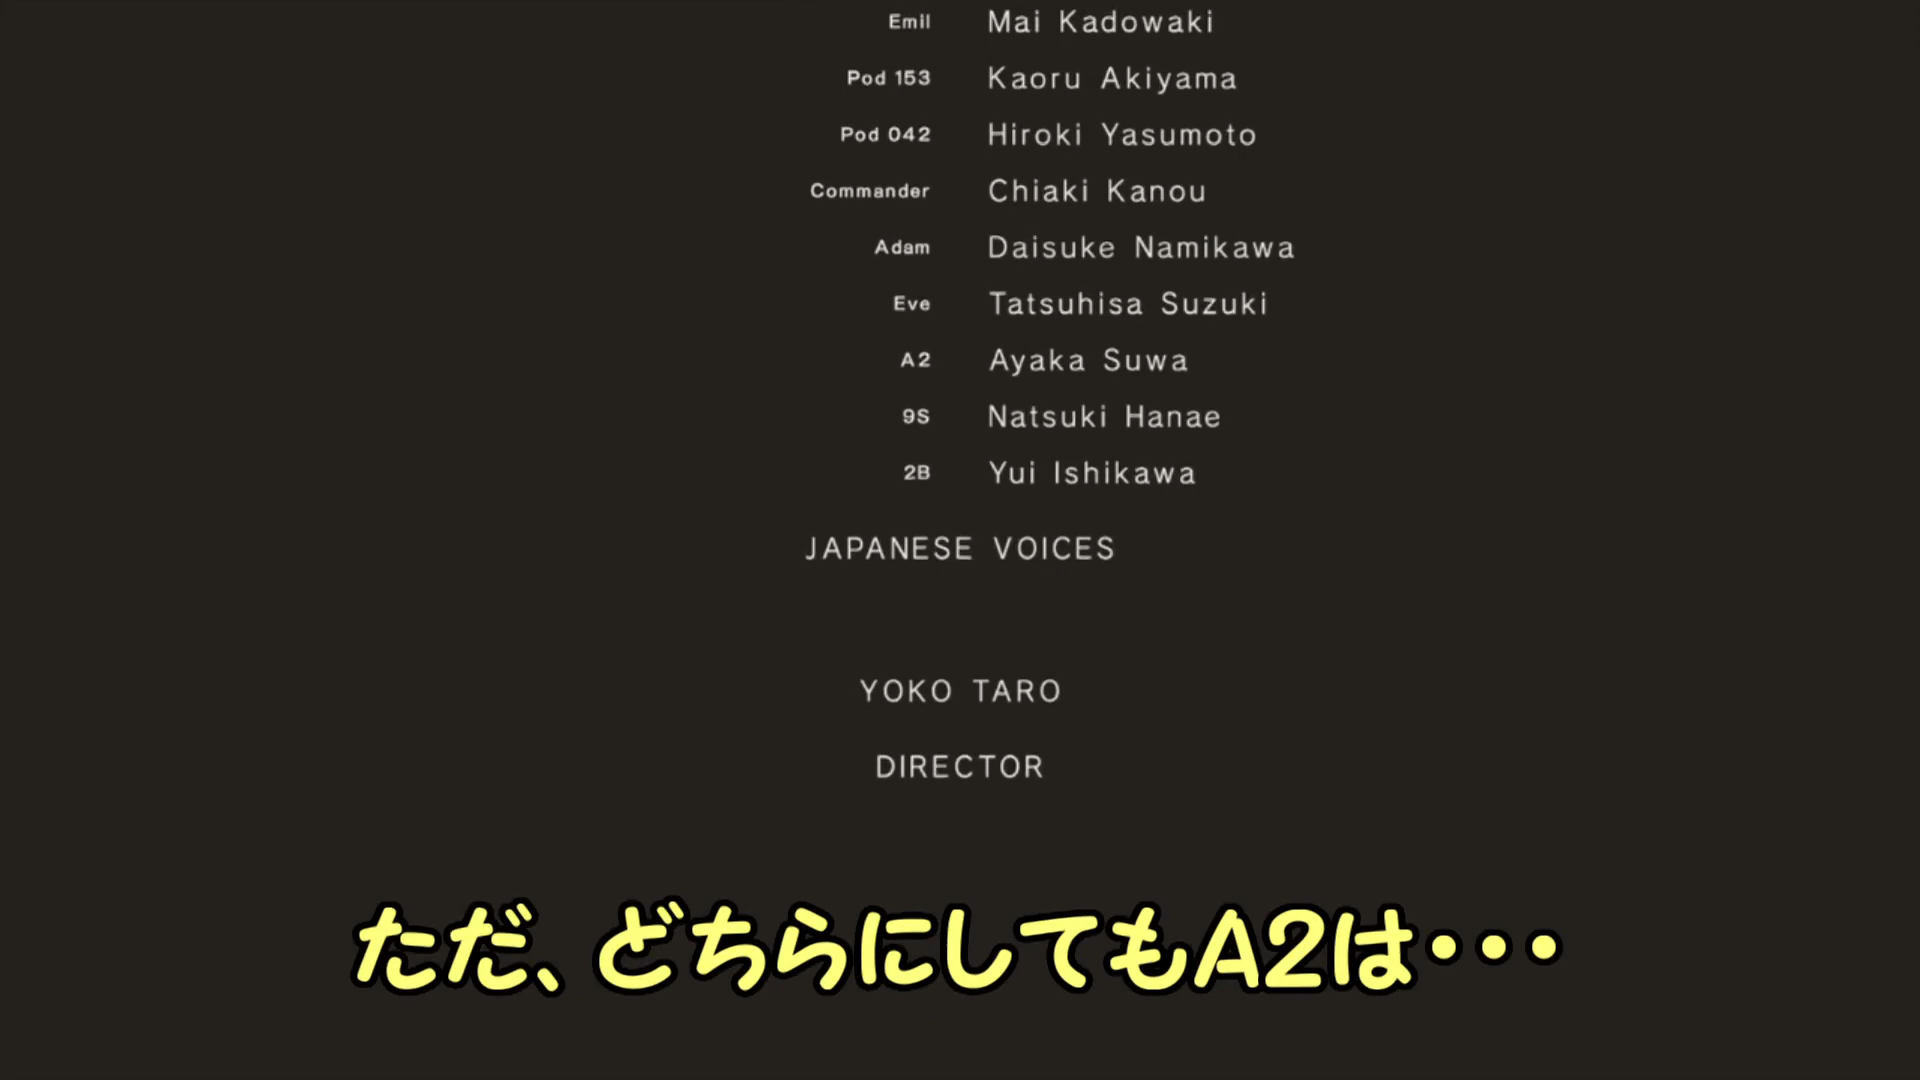 Emil Mai Kadowaki
Pod 153 Kaoru Akiyama
Pod 042 Hiroki Yasumoto
Commander Chiaki Kanou
Adam Daisuke Namikawa
Eve Tatsuhisa Suzuki
A2 Ayaka Suwa
9S Natsuki Hanae
2B Yui Ishikawa
JAPANESE VOICES
YOKO TARO
DIRECTOR
ただ、どちらにしてもA2は・・・